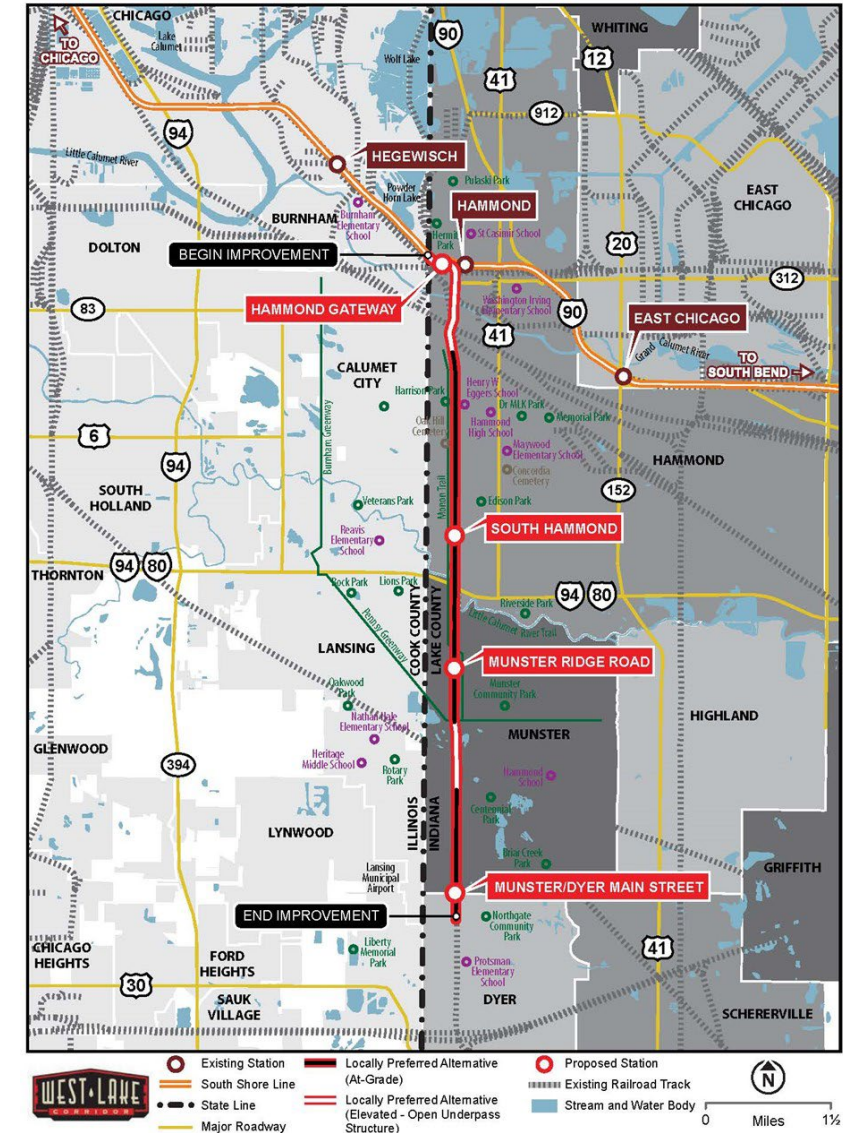 CHICAGO
TO
CHICAGO
Lake
Calumet
Wolf Lake
90
WHITING
12
41
912
94
Little Calumet River
HEGEWISCH
Powder
Horn Lake
Pulaski Park
EAST
CHICAGO
BURNHAM
Burnham
Elementary
School
HAMMOND
DOLTON
Hermit
Park
St Casimir School
20
BEGIN IMPROVEMENT
312
HAMMOND GATEWAY
Washington Irving
Elementary School
83
90
41
EAST CHICAGO
Grand Calumet River
TO
SOUTH BEND
CALUMET
CITY
Harrison Park
Henry W
Eggers School
Dr MLK Park
Memorial Park
Burnham Greenway
Oak Hill
Cemetery
Hammond
High School
6
Maywood
Elementary School
HAMMOND
94
Concordia
Cemetery
SOUTH
HOLLAND
Monon Trail
152
Veterans Park
Edison Park
Reavis
Elementary
School
SOUTH HAMMOND
THORNTON
94
80
Rock Park
Lions Park
94
80
Riverside Park
Little Calumet River Trail
COOK COUNTY
LAKE COUNTY
LANSING
Pennsy Greenway
MUNSTER RIDGE ROAD
Oakwood
Park
Munster
Community Park
HIGHLAND
Nathan Hale
Elementary School
MUNSTER
GLENWOOD
Heritage
Middle School
394
Rotary
Park
Hammond
School
ILLINOIS
INDIANA
Centennial
Park
LYNWOOD
Briar Creek
Park
GRIFFITH
Lansing
Municipal
Airport
MUNSTER/DYER MAIN STREET
END IMPROVEMENT
Northgate
Community
Park
CHICAGO
HEIGHTS
FORD
HEIGHTS
Liberty
Memorial
Park
41
Protsman
Elementary
School
30
SAUK
VILLAGE
DYER
SCHERERVILLE
WEST LAKE
CORRIDOR
Existing Station
South Shore Line
State Line
Major Roadway
Locally Preferred Alternative
(At-Grade)
Locally Preferred Alternative
(Elevated - Open Underpass
Structure)
Proposed Station
Existing Railroad Track
Stream and Water Body
N
0 Miles 1½